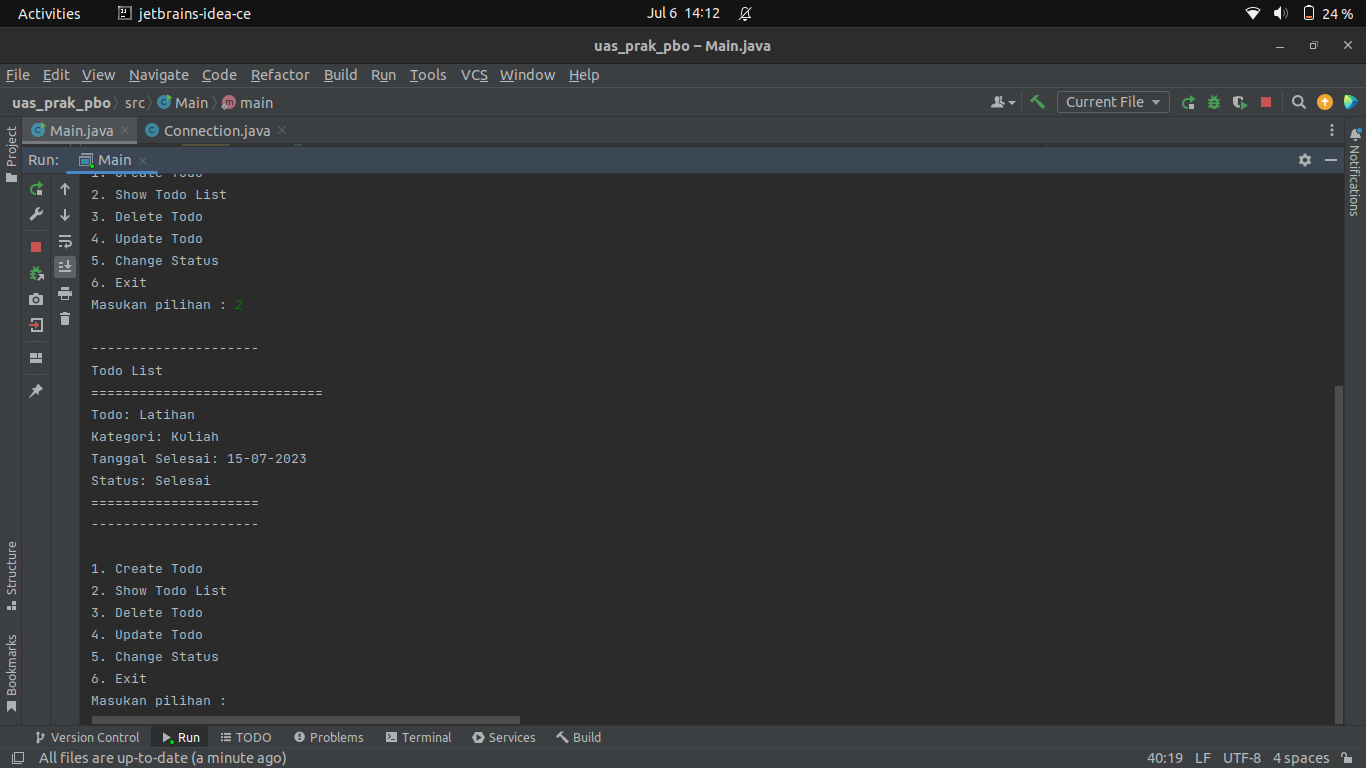 Activities jetbrains-idea-ce Jul 6 14:12 24 %
uas_prak_pbo – Main.java
File Edit View Navigate Code Refactor Build Run Tools VCS Window Help
uas_prak_pbo src Main main Current File
Main.java Connection.java
Project
Notifications
Run: Main
1. Create Todo
2. Show Todo List
3. Delete Todo
4. Update Todo
5. Change Status
6. Exit
Masukan pilihan : 2
---------------------
Todo List
=============================
Todo: Latihan
Kategori: Kuliah
Tanggal Selesai: 15-07-2023
Status: Selesai
=====================
---------------------
1. Create Todo
2. Show Todo List
3. Delete Todo
4. Update Todo
5. Change Status
6. Exit
Masukan pilihan :
Structure
Bookmarks
Version Control Run TODO Problems Terminal Services Build
All files are up-to-date (a minute ago) 40:19 LF UTF-8 4 spaces